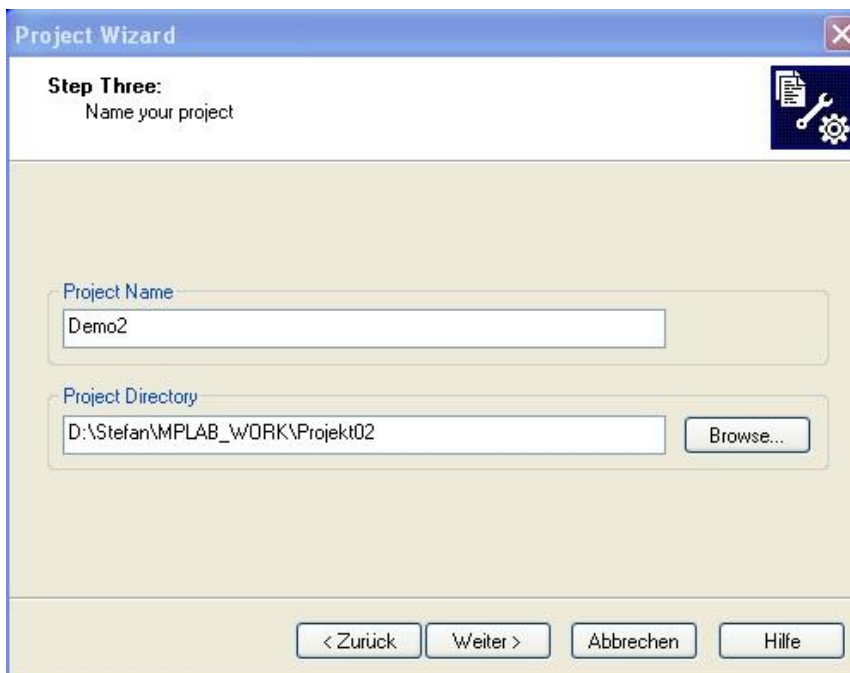 Project Wizard
Step Three:
Name your project
Project Name
Demo2
Project Directory
D:\Stefan\MPLAB_WORK\Projekt02
Browse...
< Zurück
Weiter >
Abbrechen
Hilfe